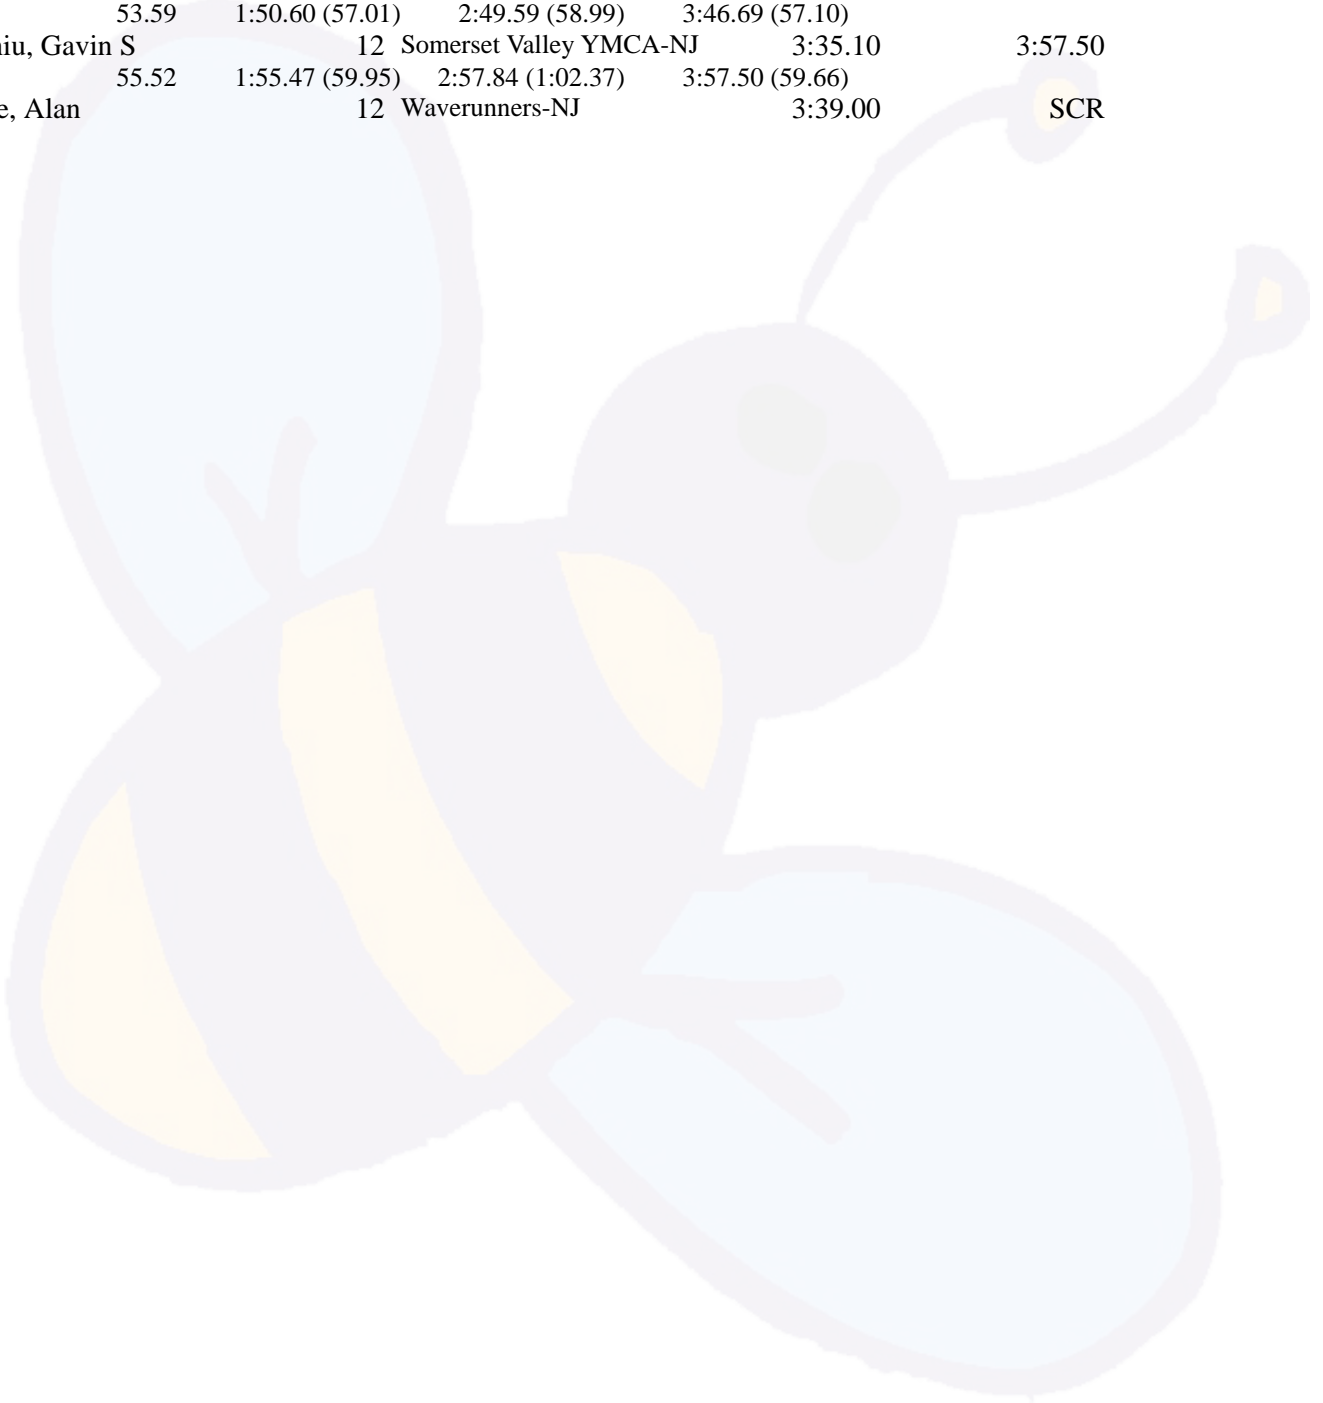 53.59 1:50.60 (57.01) 2:49.59 (58.99) 3:46.69 (57.10)
iu, Gavin S 12 Somerset Valley YMCA-NJ 3:35.10 3:57.50
55.52 1:55.47 (59.95) 2:57.84 (1:02.37) 3:57.50 (59.66)
e, Alan 12 Waverunners-NJ 3:39.00 SCR